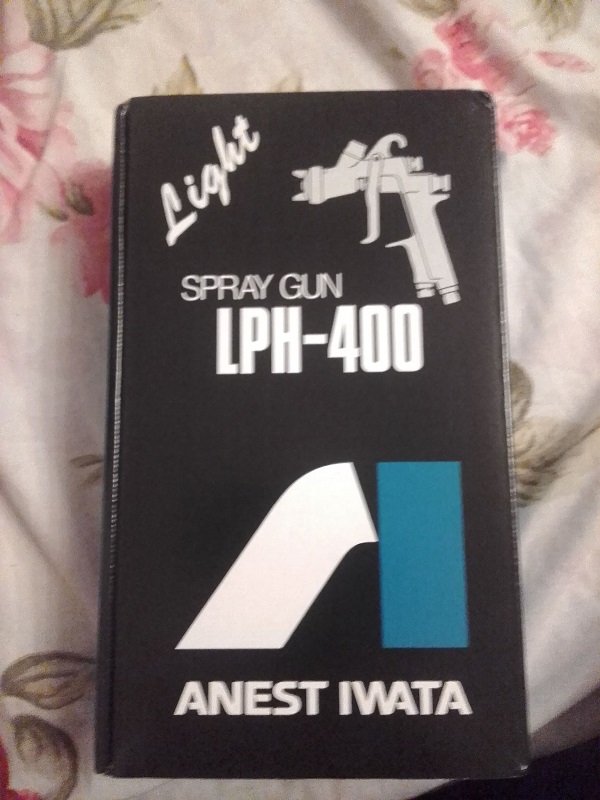 Light
SPRAY GUN
LPH-400
ANEST IWATA